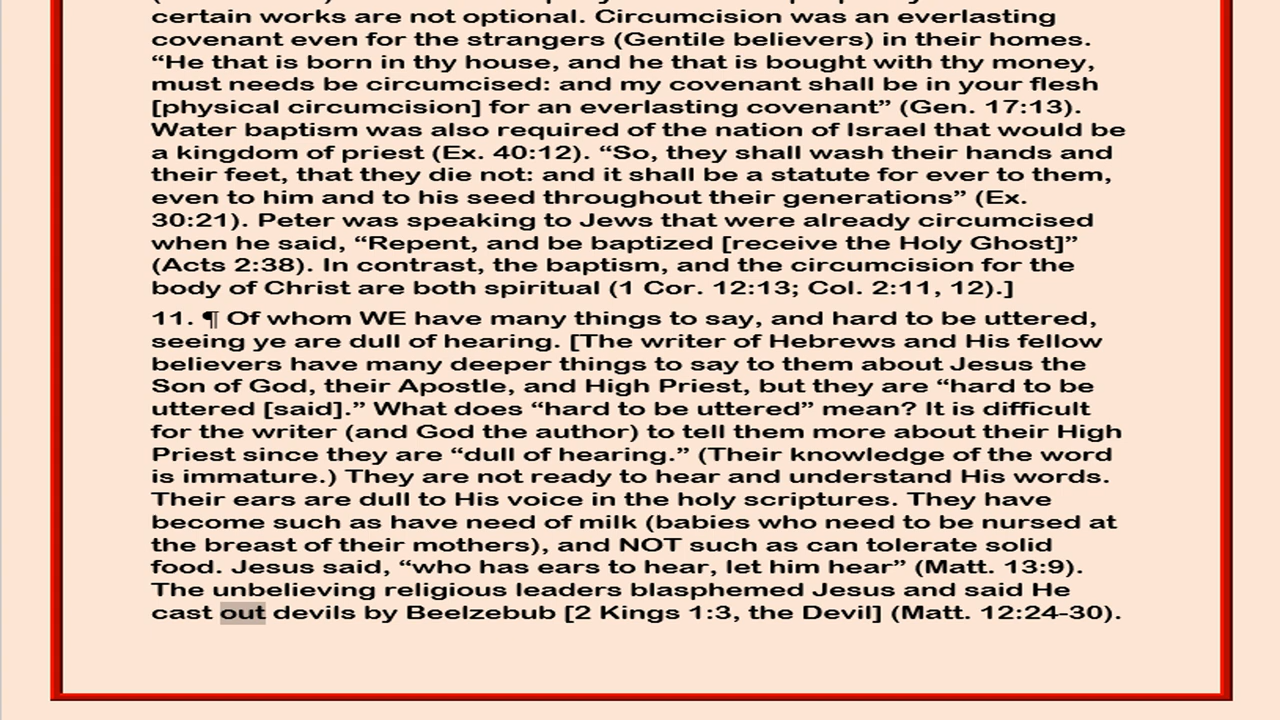 certain works are not optional. Circumcision was an everlasting
covenant even for the strangers (Gentile believers) in their homes.
“He that is born in thy house, and he that is bought with thy money,
must needs be circumcised: and my covenant shall be in your flesh
[physical circumcision] for an everlasting covenant” (Gen. 17:13).
Water baptism was also required of the nation of Israel that would be
a kingdom of priest (Ex. 40:12). “So, they shall wash their hands and
their feet, that they die not: and it shall be a statute for ever to them,
even to him and to his seed throughout their generations” (Ex.
30:21). Peter was speaking to Jews that were already circumcised
when he said, “Repent, and be baptized [receive the Holy Ghost]”
(Acts 2:38). In contrast, the baptism, and the circumcision for the
body of Christ are both spiritual (1 Cor. 12:13; Col. 2:11, 12).]
11. ¶ Of whom WE have many things to say, and hard to be uttered,
seeing ye are dull of hearing. [The writer of Hebrews and His fellow
believers have many deeper things to say to them about Jesus the
Son of God, their Apostle, and High Priest, but they are “hard to be
uttered [said].” What does “hard to be uttered” mean? It is difficult
for the writer (and God the author) to tell them more about their High
Priest since they are “dull of hearing.” (Their knowledge of the word
is immature.) They are not ready to hear and understand His words.
Their ears are dull to His voice in the holy scriptures. They have
become such as have need of milk (babies who need to be nursed at
the breast of their mothers), and NOT such as can tolerate solid
food. Jesus said, “who has ears to hear, let him hear” (Matt. 13:9).
The unbelieving religious leaders blasphemed Jesus and said He
cast out devils by Beelzebub [2 Kings 1:3, the Devil] (Matt. 12:24-30).